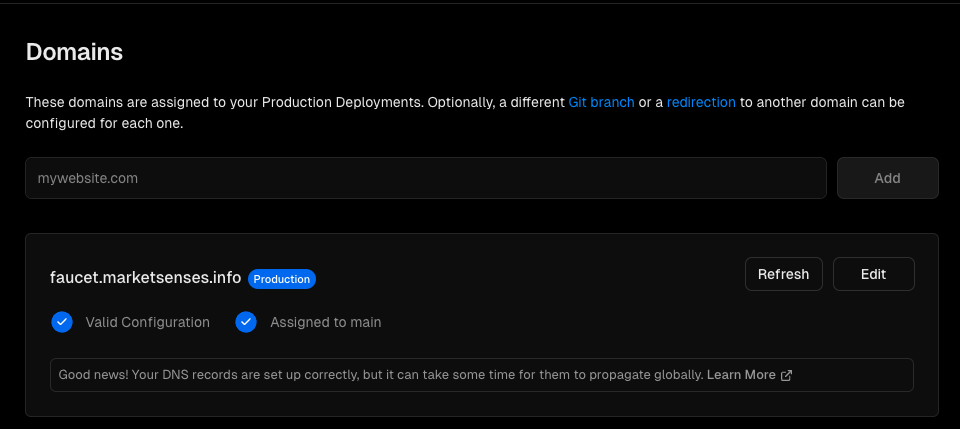 Domains
These domains are assigned to your Production Deployments. Optionally, a different Git branch or a redirection to another domain can be
configured for each one.
mywebsite.com
Add
faucet.marketsenses.info Production
Refresh
Edit
Valid Configuration
Assigned to main
Good news! Your DNS records are set up correctly, but it can take some time for them to propagate globally. Learn More